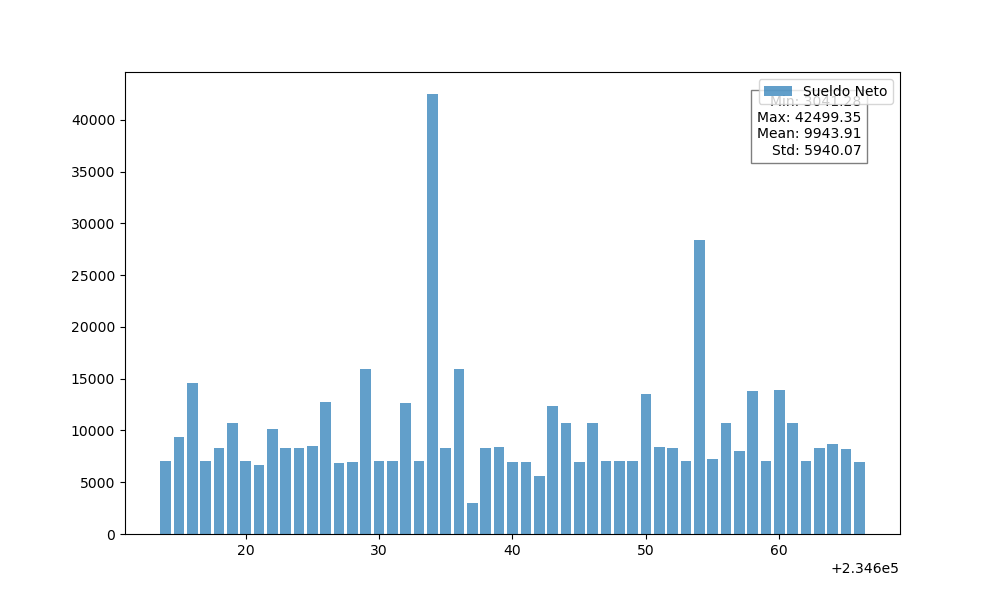 Sueldo Neto
Min: 3041.28
Max: 42499.35
Mean: 9943.91
Std: 5940.07
40000
35000
30000
25000
20000
15000
10000
5000
0
20 30 40 50 60
+2.346e5